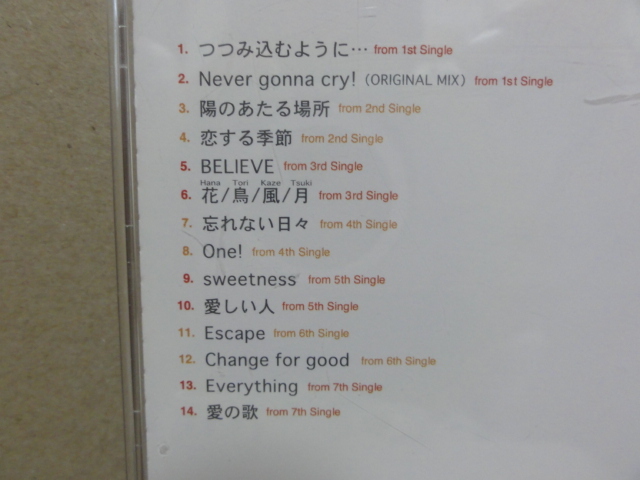 1. つつみ込むように… from 1st Single
2. Never gonna cry! (ORIGINAL MIX) from 1st Single
3. 陽のあたる場所 from 2nd Single
4. 恋する季節 from 2nd Single
5. BELIEVE from 3rd Single
Hana Tori Kaze Tsuki
6. 花/鳥/風/月 from 3rd Single
7. 忘れない日々 from 4th Single
8. One! from 4th Single
9. sweetness from 5th Single
10. 愛しい人 from 5th Single
11. Escape from 6th Single
12. Change for good from 6th Single
13. Everything from 7th Single
14. 愛の歌 from 7th Single